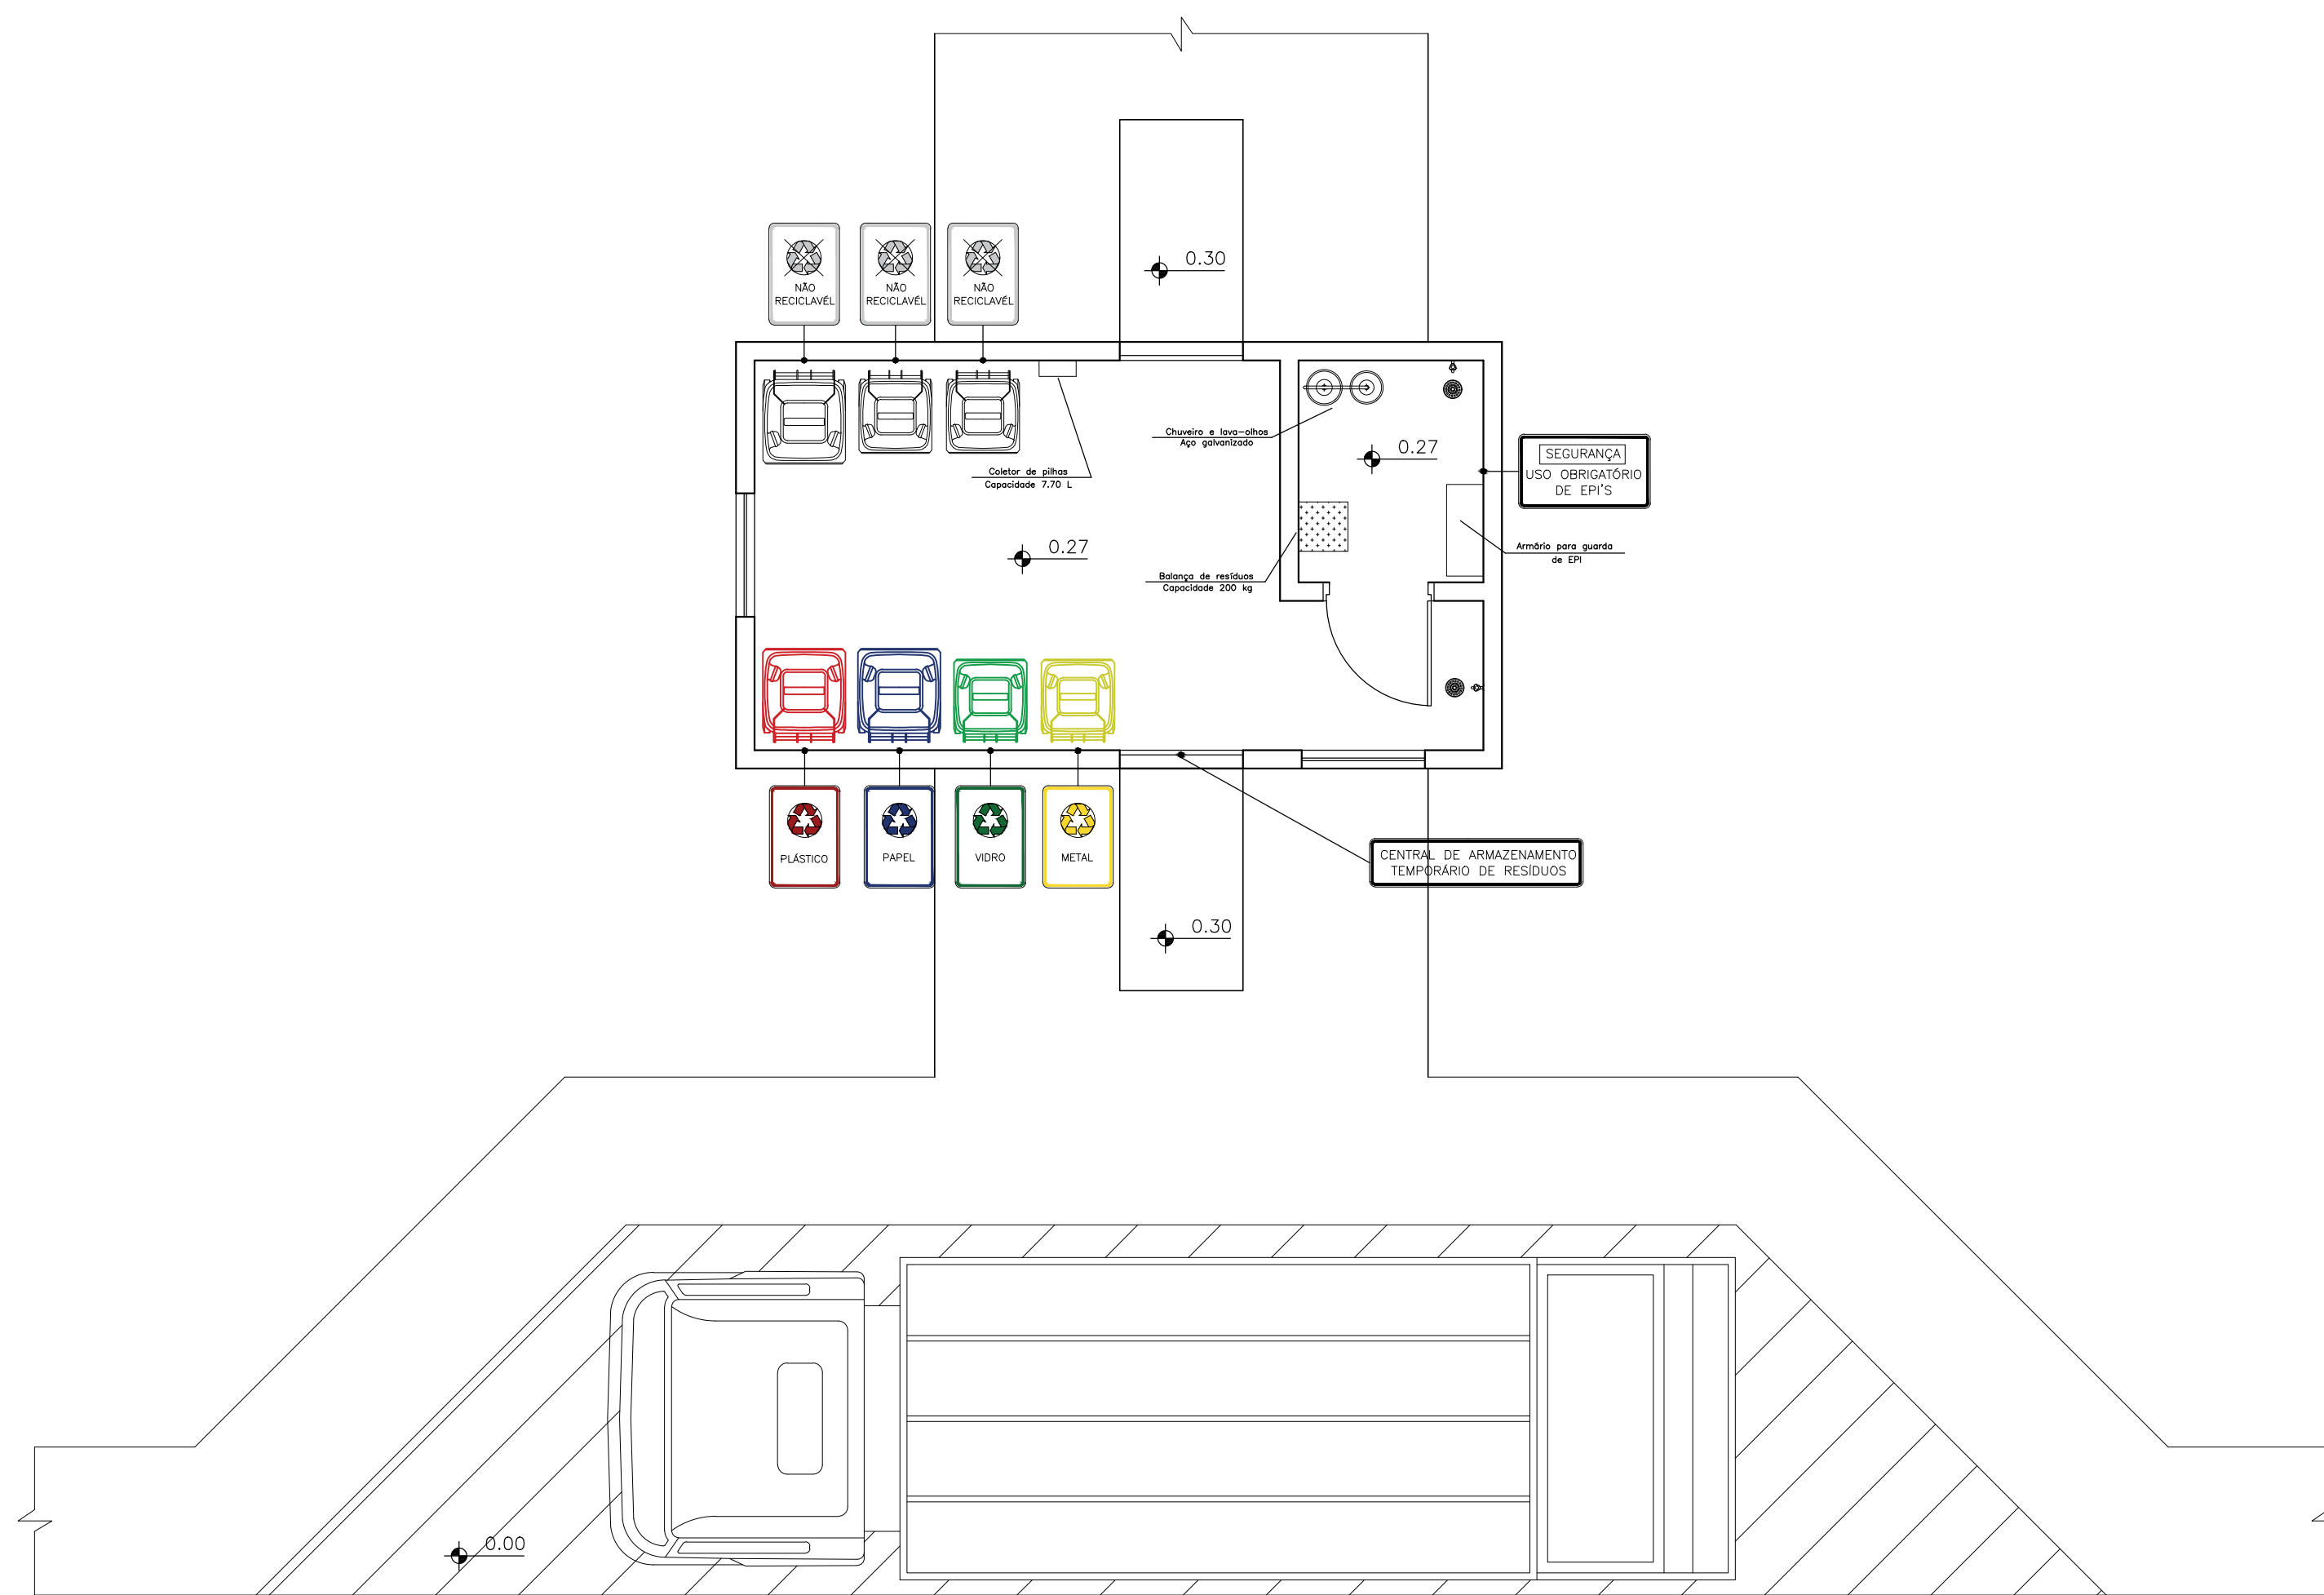 0.30
NÃO
RECICLAVÉL
NÃO
RECICLAVÉL
NÃO
RECICLAVÉL
Chuveiro e lava-olhos
Aço galvanizado
0.27
SEGURANÇA
USO OBRIGATÓRIO
DE EPI'S
Coletor de pilhas
Capacidade 7.70 L
0.27
Armário para guarda
de EPI
Balança de resíduos
Capacidade 200 kg
PLÁSTICO
PAPEL
VIDRO
METAL
CENTRAL DE ARMAZENAMENTO
TEMPORÁRIO DE RESÍDUOS
0.30
0.00